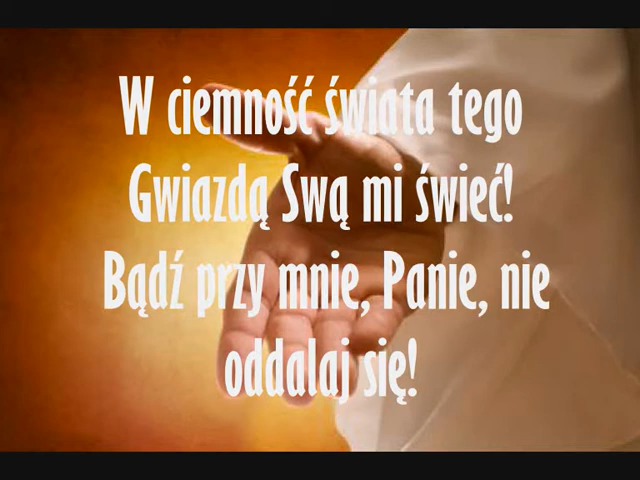 W ciemność świata tego
Gwiazdą Swą mi świeć!
Bądź przy mnie, Panie, nie
oddalaj się!